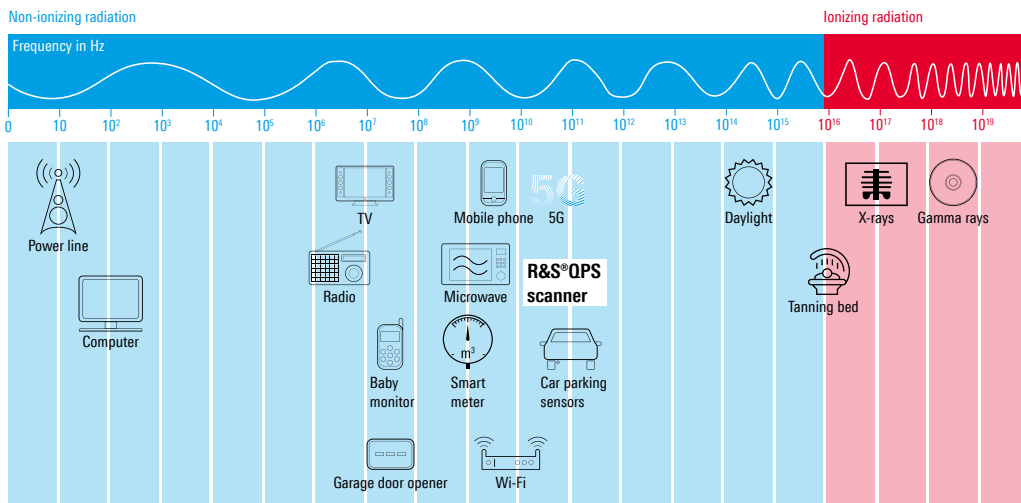 Non-ionizing radiation
Ionizing radiation
Frequency in Hz
0 10 10² 10³ 10⁴ 10⁵ 10⁶ 10⁷ 10⁸ 10⁹ 10¹⁰ 10¹¹ 10¹² 10¹³ 10¹⁴ 10¹⁵ 10¹⁶ 10¹⁷ 10¹⁸ 10¹⁹
5G
Power line
TV
Mobile phone
5G
Daylight
X-rays
Gamma rays
R&S®QPS
scanner
Computer
Radio
Microwave
Tanning bed
m³
Baby
monitor
Smart
meter
Car parking
sensors
Garage door opener
Wi-Fi